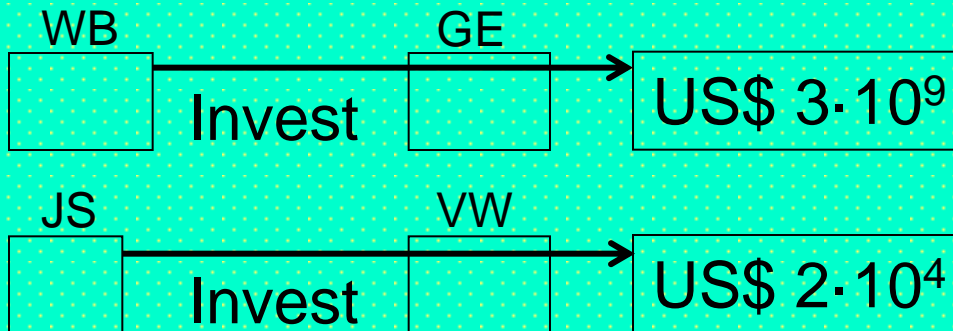 WB GE
Invest US$ 3·10⁹
JS VW
Invest US$ 2·10⁴